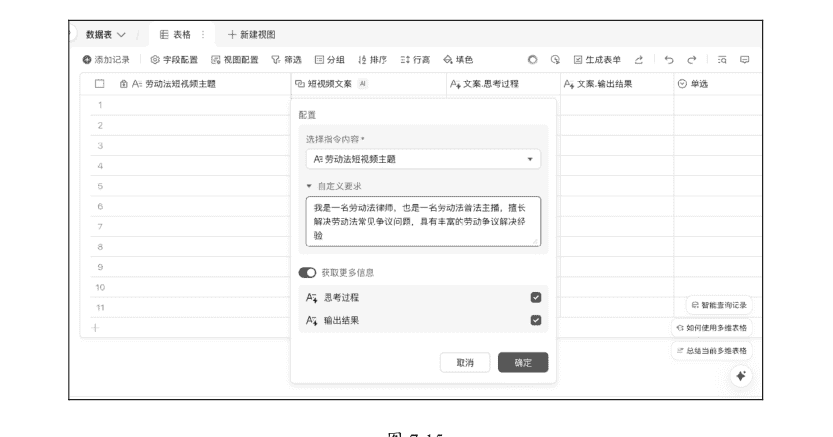 数据表
表格
新建视图
添加记录 字段配置 视图配置 筛选 分组 排序 行高 填色 生成表单
劳动法短视频主题 短视频文案 AI 文案.思考过程 文案.输出结果 单选
1
2
3
4
5
6
7
8
9
10
11
配置
选择指令内容*
劳动法短视频主题
自定义要求
我是一名劳动法律师，也是一名劳动法普法主播，擅长
解决劳动法常见争议问题，具有丰富的劳动争议解决经
验
获取更多信息
思考过程
输出结果
取消 确定
智能查询记录
如何使用多维表格
总结当前多维表格